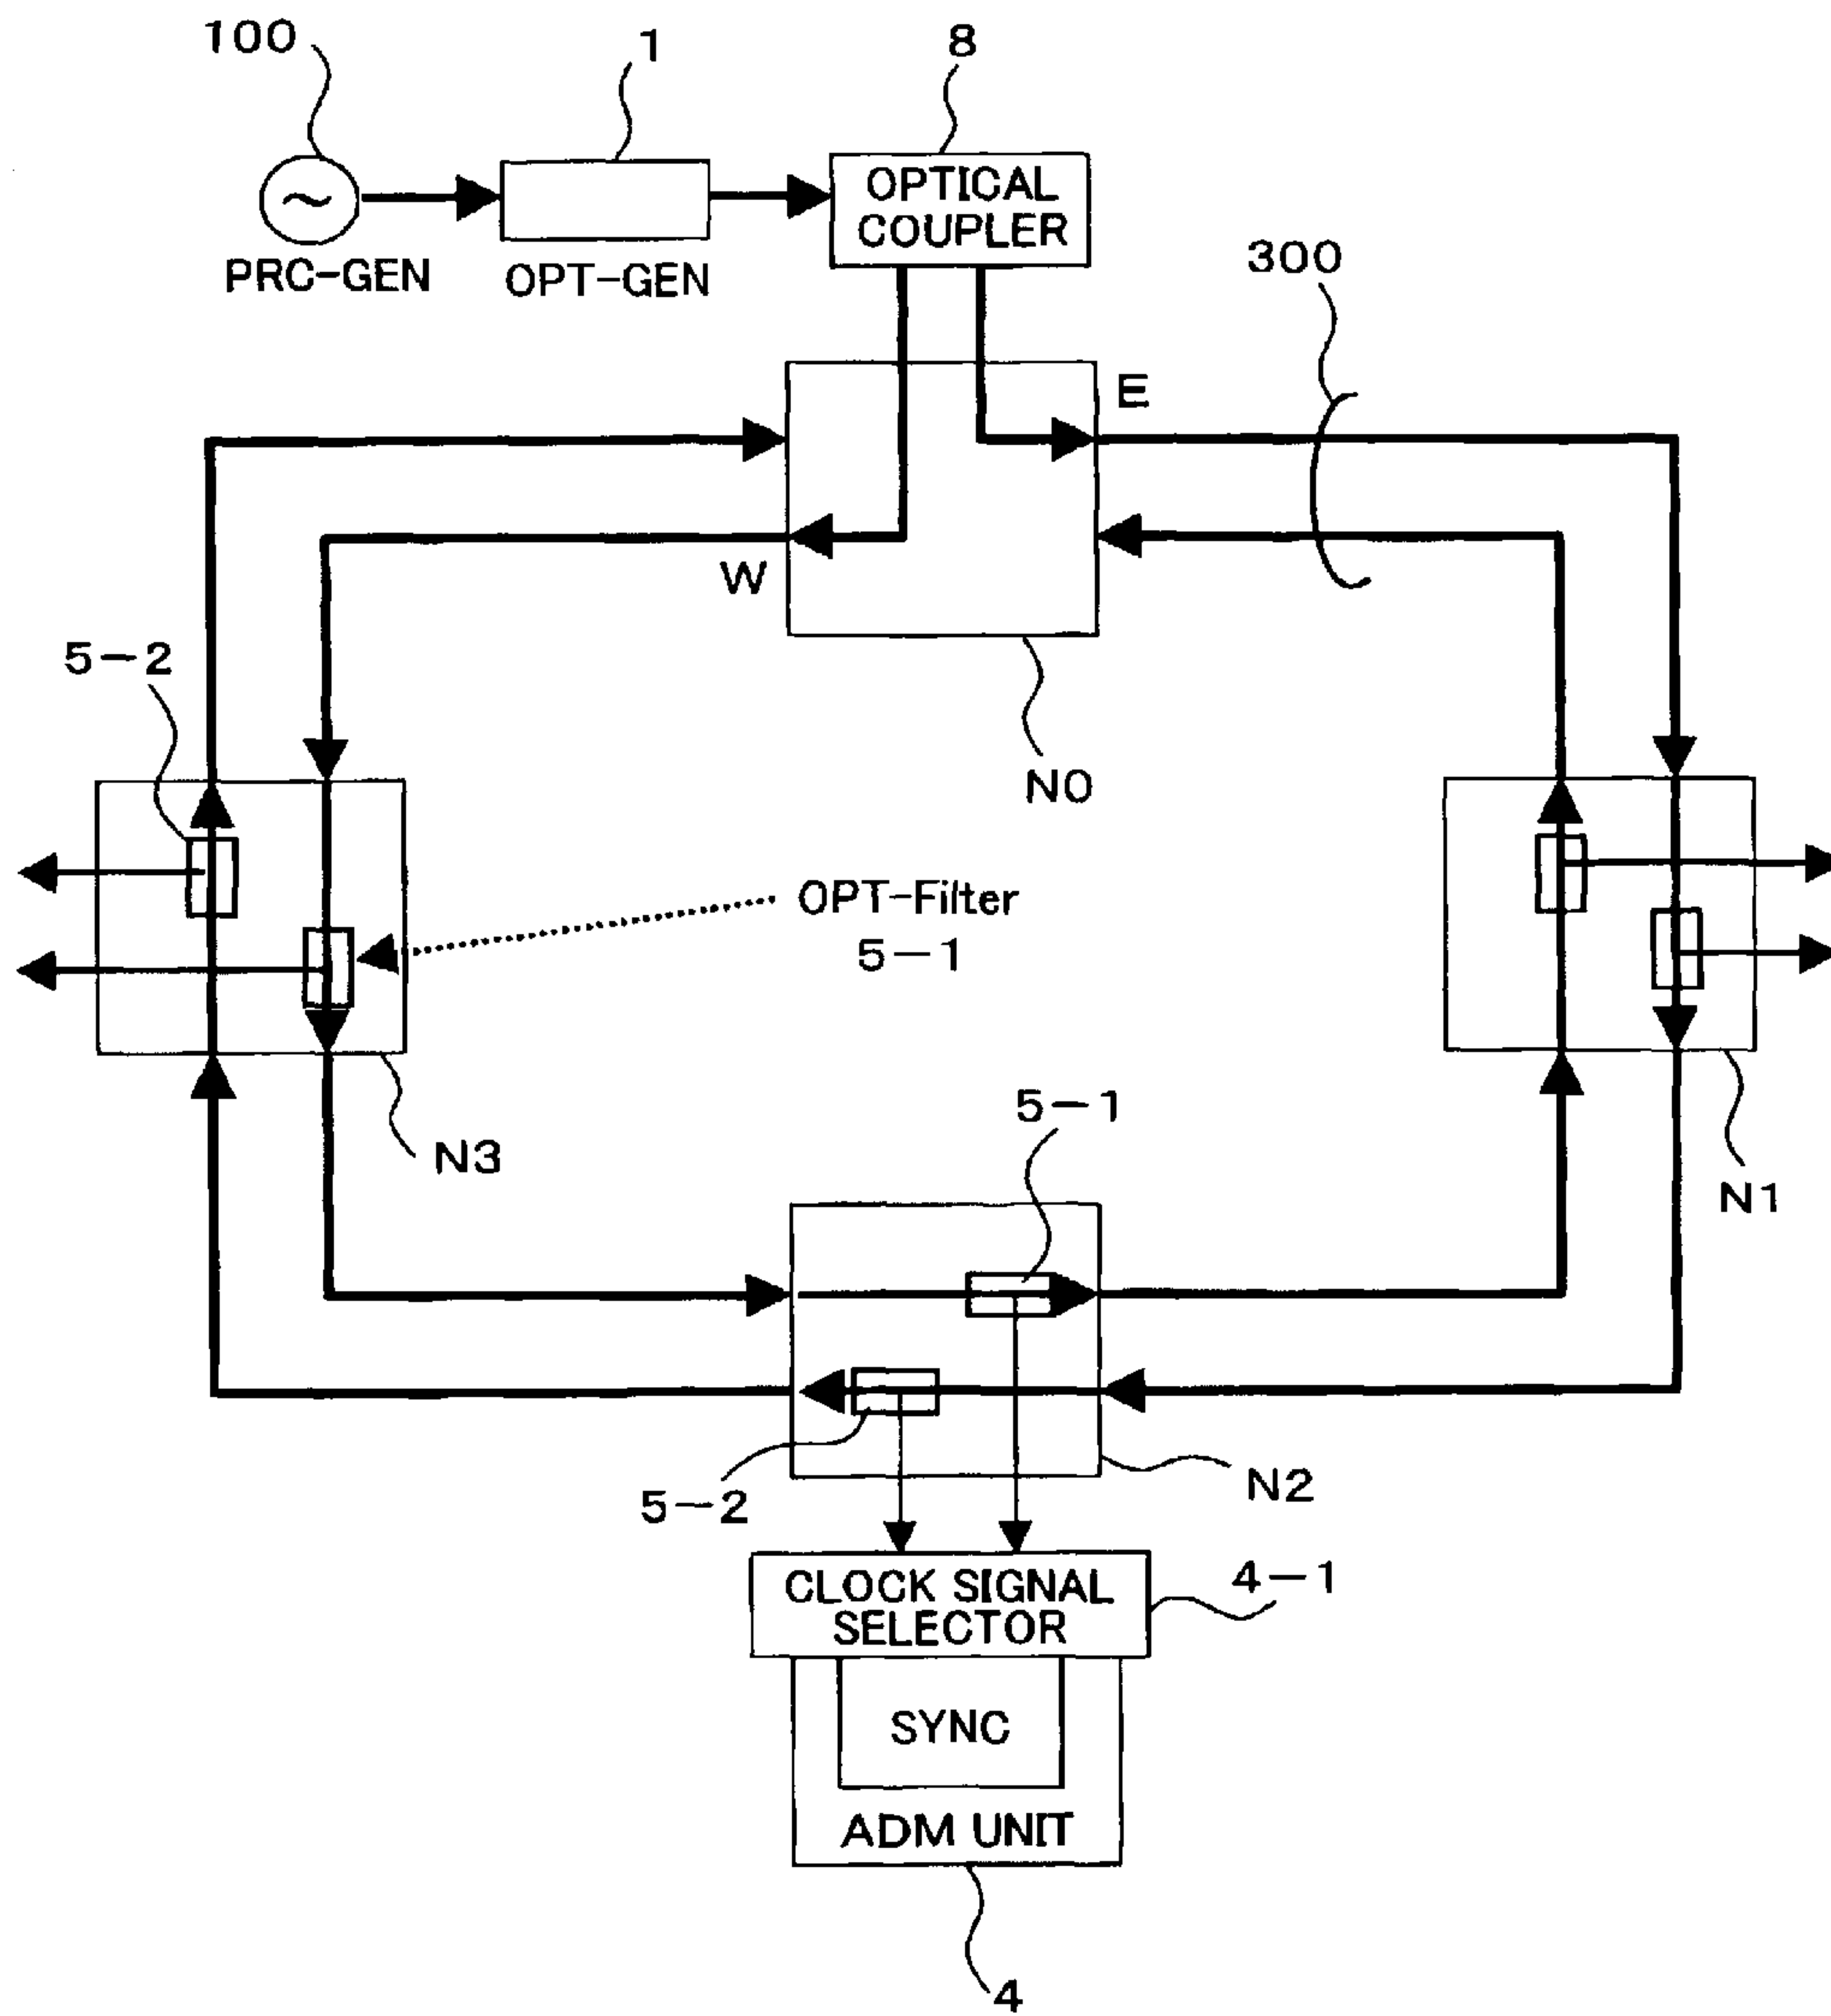 100
1
8
OPTICAL
COUPLER
PRC-GEN
OPT-GEN
300
E
W
5-2
N0
OPT-Filter
5-1
5-1
N3
N1
5-2
N2
CLOCK SIGNAL
SELECTOR
4-1
SYNC
ADM UNIT
4